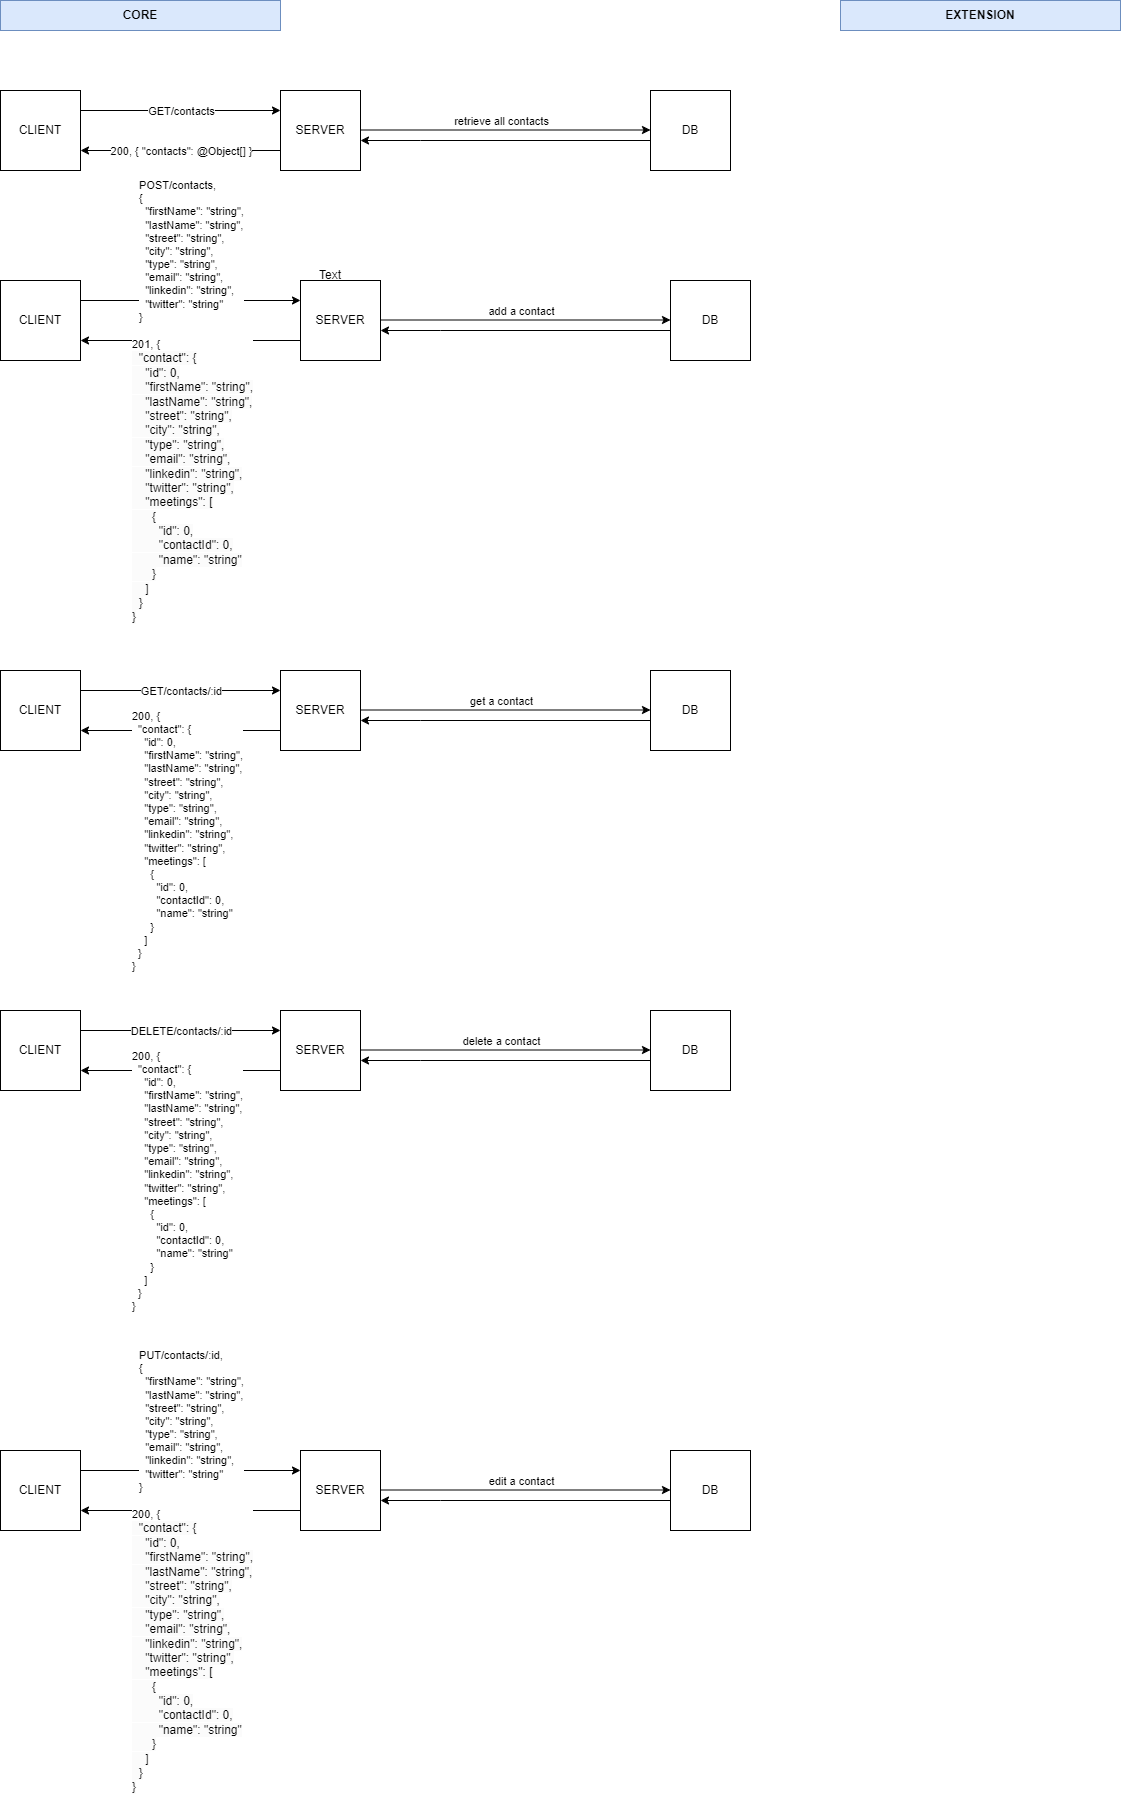 CORE
EXTENSION
CLIENT
GET/contacts
200, { "contacts": @Object[] }
SERVER
retrieve all contacts
DB
POST/contacts,
{
"firstName": "string",
"lastName": "string",
"street": "string",
"city": "string",
"type": "string",
"email": "string",
"linkedin": "string",
"twitter": "string"
}
Text
CLIENT
SERVER
add a contact
DB
201, {
"contact": {
"id": 0,
"firstName": "string",
"lastName": "string",
"street": "string",
"city": "string",
"type": "string",
"email": "string",
"linkedin": "string",
"twitter": "string",
"meetings": [
{
"id": 0,
"contactId": 0,
"name": "string"
}
]
}
}
CLIENT
GET/contacts/:id
SERVER
get a contact
DB
200, {
"contact": {
"id": 0,
"firstName": "string",
"lastName": "string",
"street": "string",
"city": "string",
"type": "string",
"email": "string",
"linkedin": "string",
"twitter": "string",
"meetings": [
{
"id": 0,
"contactId": 0,
"name": "string"
}
]
}
}
CLIENT
DELETE/contacts/:id
SERVER
delete a contact
DB
200, {
"contact": {
"id": 0,
"firstName": "string",
"lastName": "string",
"street": "string",
"city": "string",
"type": "string",
"email": "string",
"linkedin": "string",
"twitter": "string",
"meetings": [
{
"id": 0,
"contactId": 0,
"name": "string"
}
]
}
}
PUT/contacts/:id,
{
"firstName": "string",
"lastName": "string",
"street": "string",
"city": "string",
"type": "string",
"email": "string",
"linkedin": "string",
"twitter": "string"
}
CLIENT
SERVER
edit a contact
DB
200, {
"contact": {
"id": 0,
"firstName": "string",
"lastName": "string",
"street": "string",
"city": "string",
"type": "string",
"email": "string",
"linkedin": "string",
"twitter": "string",
"meetings": [
{
"id": 0,
"contactId": 0,
"name": "string"
}
]
}
}